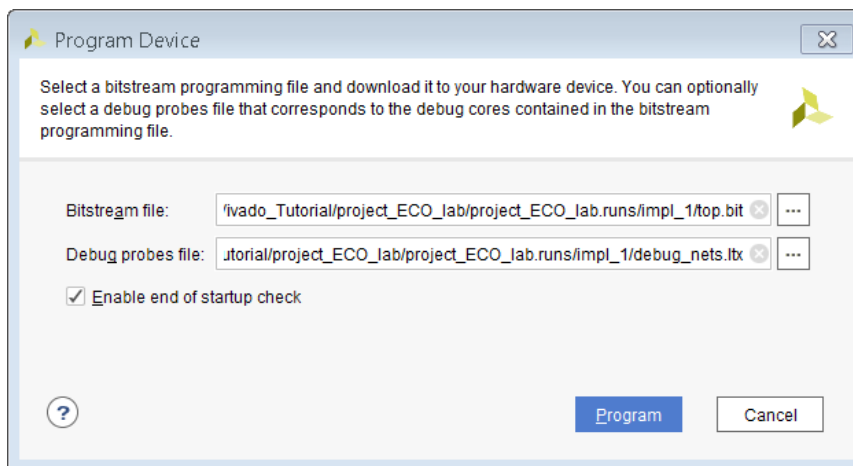 Program Device
Select a bitstream programming file and download it to your hardware device. You can optionally
select a debug probes file that corresponds to the debug cores contained in the bitstream
programming file.
Bitstream file: /ivado_Tutorial/project_ECO_lab/project_ECO_lab.runs/impl_1/top.bit ...
Debug probes file: utorial/project_ECO_lab/project_ECO_lab.runs/impl_1/debug_nets.ltx ...
Enable end of startup check
? Program Cancel